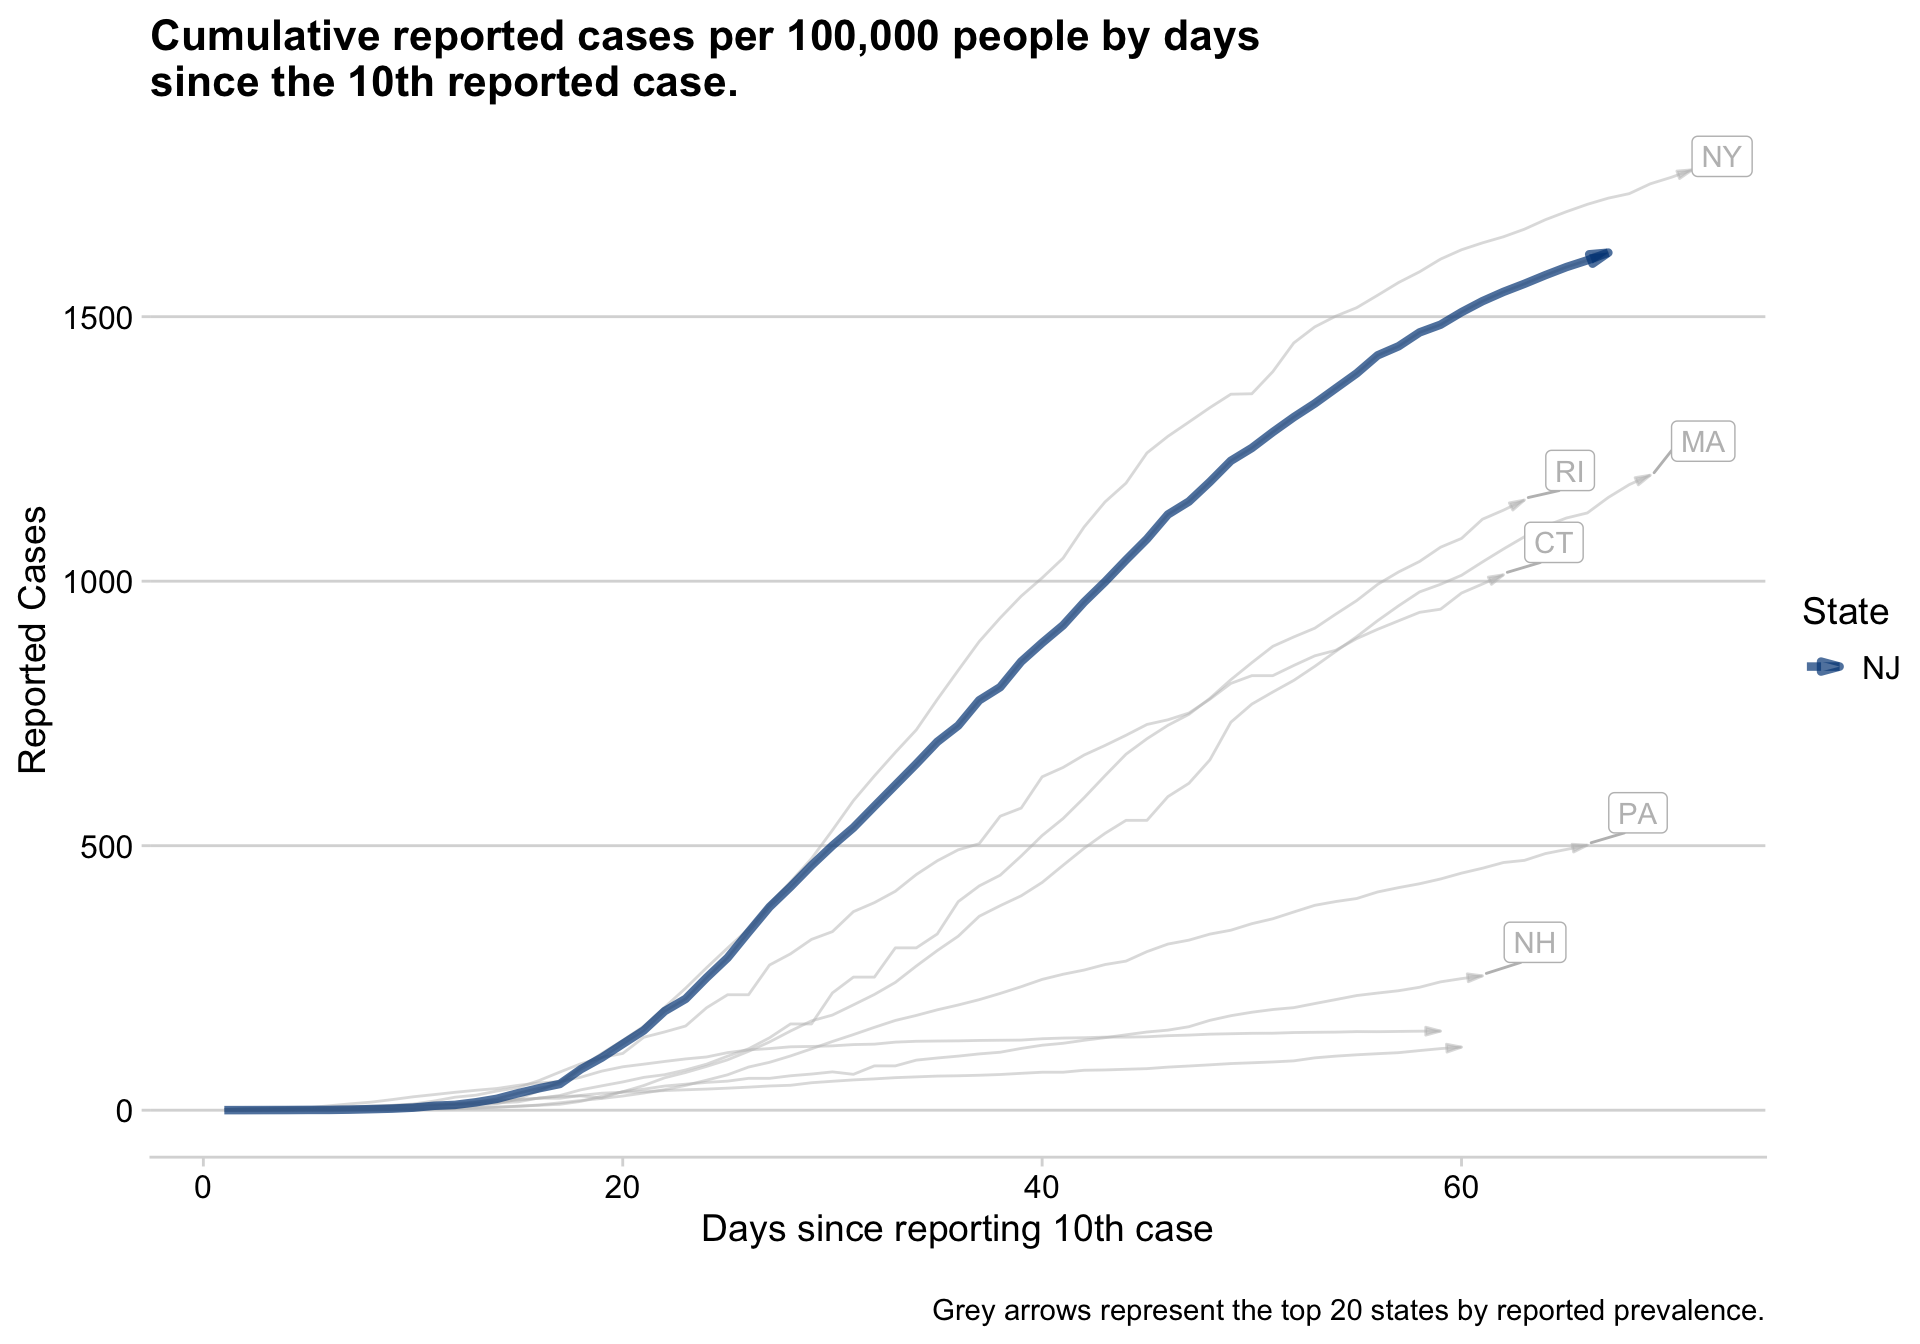 Cumulative reported cases per 100,000 people by days
since the 10th reported case.
NY
1500
MA
RI
CT
1000
Reported Cases
State
NJ
PA
500
NH
0
0 20 40 60
Days since reporting 10th case
Grey arrows represent the top 20 states by reported prevalence.